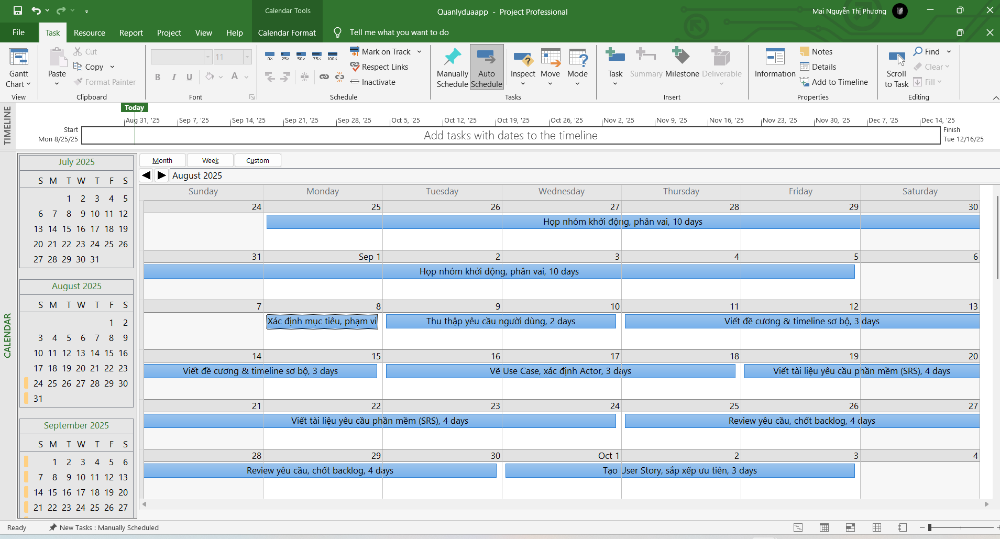 Calendar Tools
Quanlyduaapp - Project Professional
Mai Nguyễn Thị Phương
File Task Resource Report Project View Help Calendar Format Tell me what you want to do
Gantt Chart
View
Paste
Cut
Copy
Format Painter
Clipboard
11
B I U A
Font
0% 25% 50% 75% 100%
Mark on Track
Respect Links
Inactivate
Schedule
Manually Schedule
Auto Schedule
Inspect
Move
Mode
Tasks
Task
Summary
Milestone
Deliverable
Insert
Information
Notes
Details
Add to Timeline
Properties
Scroll to Task
Find
Clear
Fill
Editing
TIMELINE
Today
Aug 31, '25 Sep 7, '25 Sep 14, '25 Sep 21, '25 Sep 28, '25 Oct 5, '25 Oct 12, '25 Oct 19, '25 Oct 26, '25 Nov 2, '25 Nov 9, '25 Nov 16, '25 Nov 23, '25 Nov 30, '25 Dec 7, '25 Dec 14, '25
Start
Mon 8/25/25
Add tasks with dates to the timeline
Finish
Tue 12/16/25
CALENDAR
July 2025
S M T W T F S
1 2 3 4 5
6 7 8 9 10 11 12
13 14 15 16 17 18 19
20 21 22 23 24 25 26
27 28 29 30 31
August 2025
S M T W T F S
1 2
3 4 5 6 7 8 9
10 11 12 13 14 15 16
17 18 19 20 21 22 23
24 25 26 27 28 29 30
31
September 2025
S M T W T F S
1 2 3 4 5 6
7 8 9 10 11 12 13
14 15 16 17 18 19 20
21 22 23 24 25 26 27
Month Week Custom
August 2025
Sunday Monday Tuesday Wednesday Thursday Friday Saturday
24 25 26 27 28 29 30
Họp nhóm khởi động, phân vai, 10 days
31 Sep 1 2 3 4 5 6
Họp nhóm khởi động, phân vai, 10 days
7 8 9 10 11 12 13
Xác định mục tiêu, phạm vi Thu thập yêu cầu người dùng, 2 days Viết đề cương & timeline sơ bộ, 3 days
14 15 16 17 18 19 20
Viết đề cương & timeline sơ bộ, 3 days Vẽ Use Case, xác định Actor, 3 days Viết tài liệu yêu cầu phần mềm (SRS), 4 days
21 22 23 24 25 26 27
Viết tài liệu yêu cầu phần mềm (SRS), 4 days Review yêu cầu, chốt backlog, 4 days
28 29 30 Oct 1 2 3 4
Review yêu cầu, chốt backlog, 4 days Tạo User Story, sắp xếp ưu tiên, 3 days
Ready New Tasks : Manually Scheduled